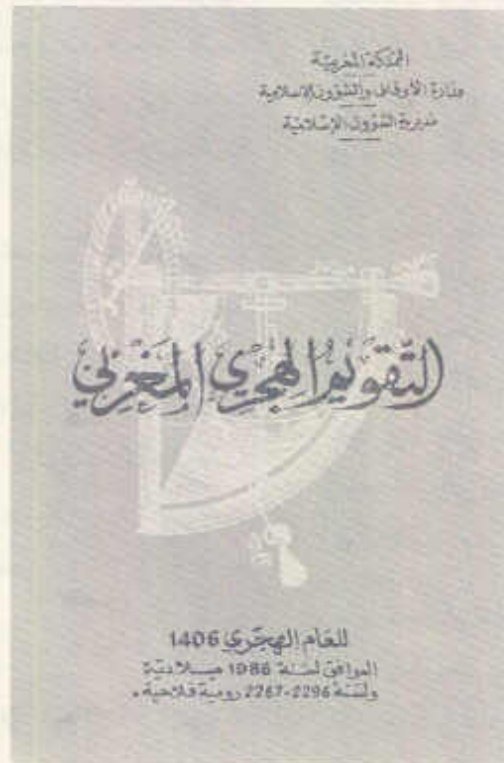 المملكة المغربية
وزارة الأوقاف والشؤون الإسلامية
مديرية الشؤون الإسلامية
التقويم الهجري المغربي
للعام الهجري 1406
الموافق لسنة 1986 ميلادية
ولسنة 2296-2267 رومية فلاحية .